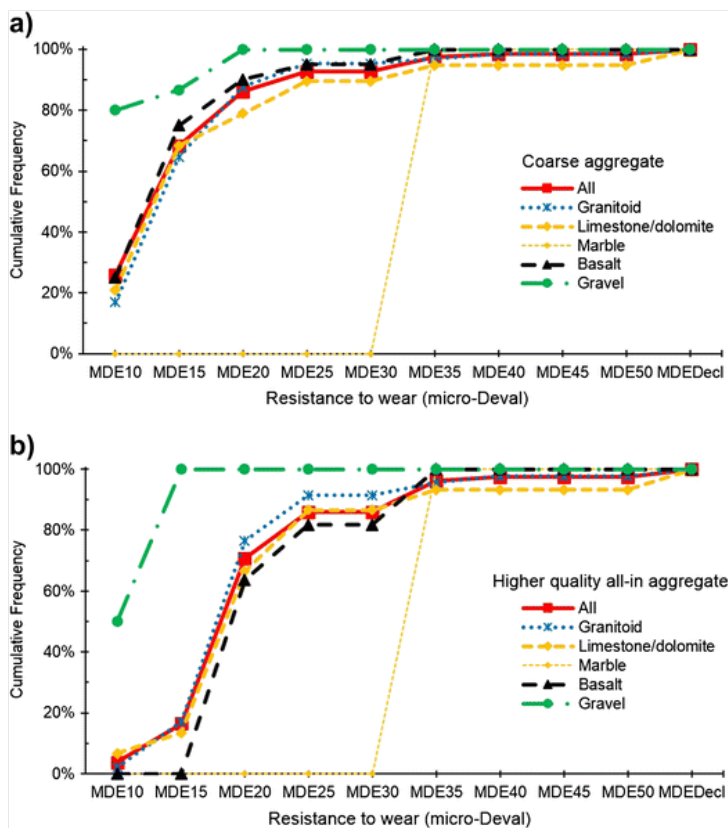 a)
100%
80%
60%
40%
20%
0%
Cumulative Frequency
Coarse aggregate
All
Granitoid
Limestone/dolomite
Marble
Basalt
Gravel
MDE10 MDE15 MDE20 MDE25 MDE30 MDE35 MDE40 MDE45 MDE50 MDEDecl
Resistance to wear (micro-Deval)
b)
100%
80%
60%
40%
20%
0%
Cumulative Frequency
Higher quality all-in aggregate
All
Granitoid
Limestone/dolomite
Marble
Basalt
Gravel
MDE10 MDE15 MDE20 MDE25 MDE30 MDE35 MDE40 MDE45 MDE50 MDEDecl
Resistance to wear (micro-Deval)